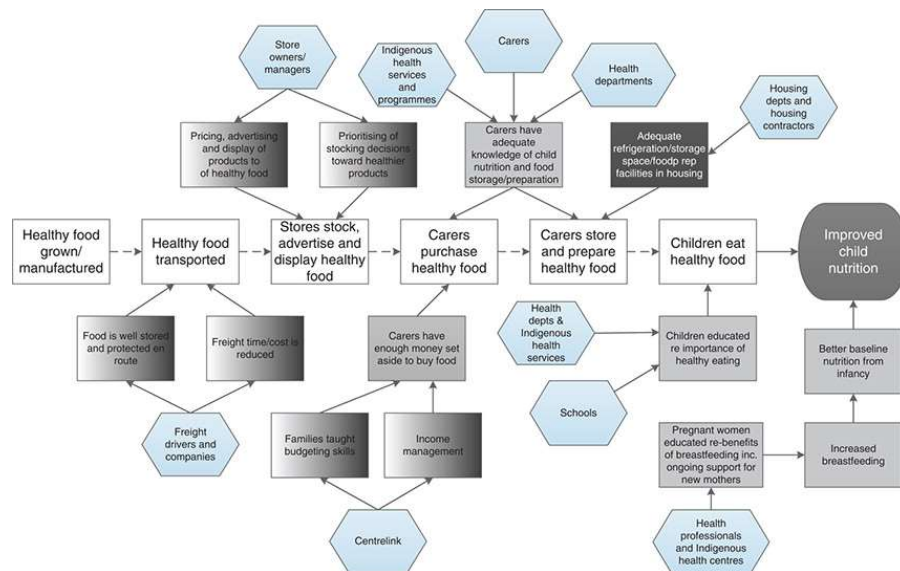 Store
owners/
managers
Indigenous
health services
and
programmes
Carers
Health
departments
Housing depts
and
housing
contractors
Pricing, advertising
and display of
products to
of healthy food
Prioritising of
stocking decisions
toward healthier
products
Carers have
adequate
knowledge of child
nutrition and food
storage/preparation
Adequate
refrigeration/storage
space/foodp rep
facilities in housing
Healthy food
grown/
manufactured
Healthy food
transported
Stores stock,
advertise and
display healthy
food
Carers
purchase
healthy food
Carers store
and prepare
healthy food
Children eat
healthy food
Improved
child
nutrition
Food is well stored
and protected en
route
Freight time/cost is
reduced
Carers have
enough money set
aside to buy food
Health
depts &
Indigenous
health
services
Children educated
re importance of
healthy eating
Better baseline
nutrition from
infancy
Schools
Freight
drivers and
companies
Families taught
budgeting skills
Income
management
Pregnant women
educated re-benefits
of breastfeeding inc.
ongoing support for
new mothers
Increased
breastfeeding
Centrelink
Health
professionals
and Indigenous
health centres